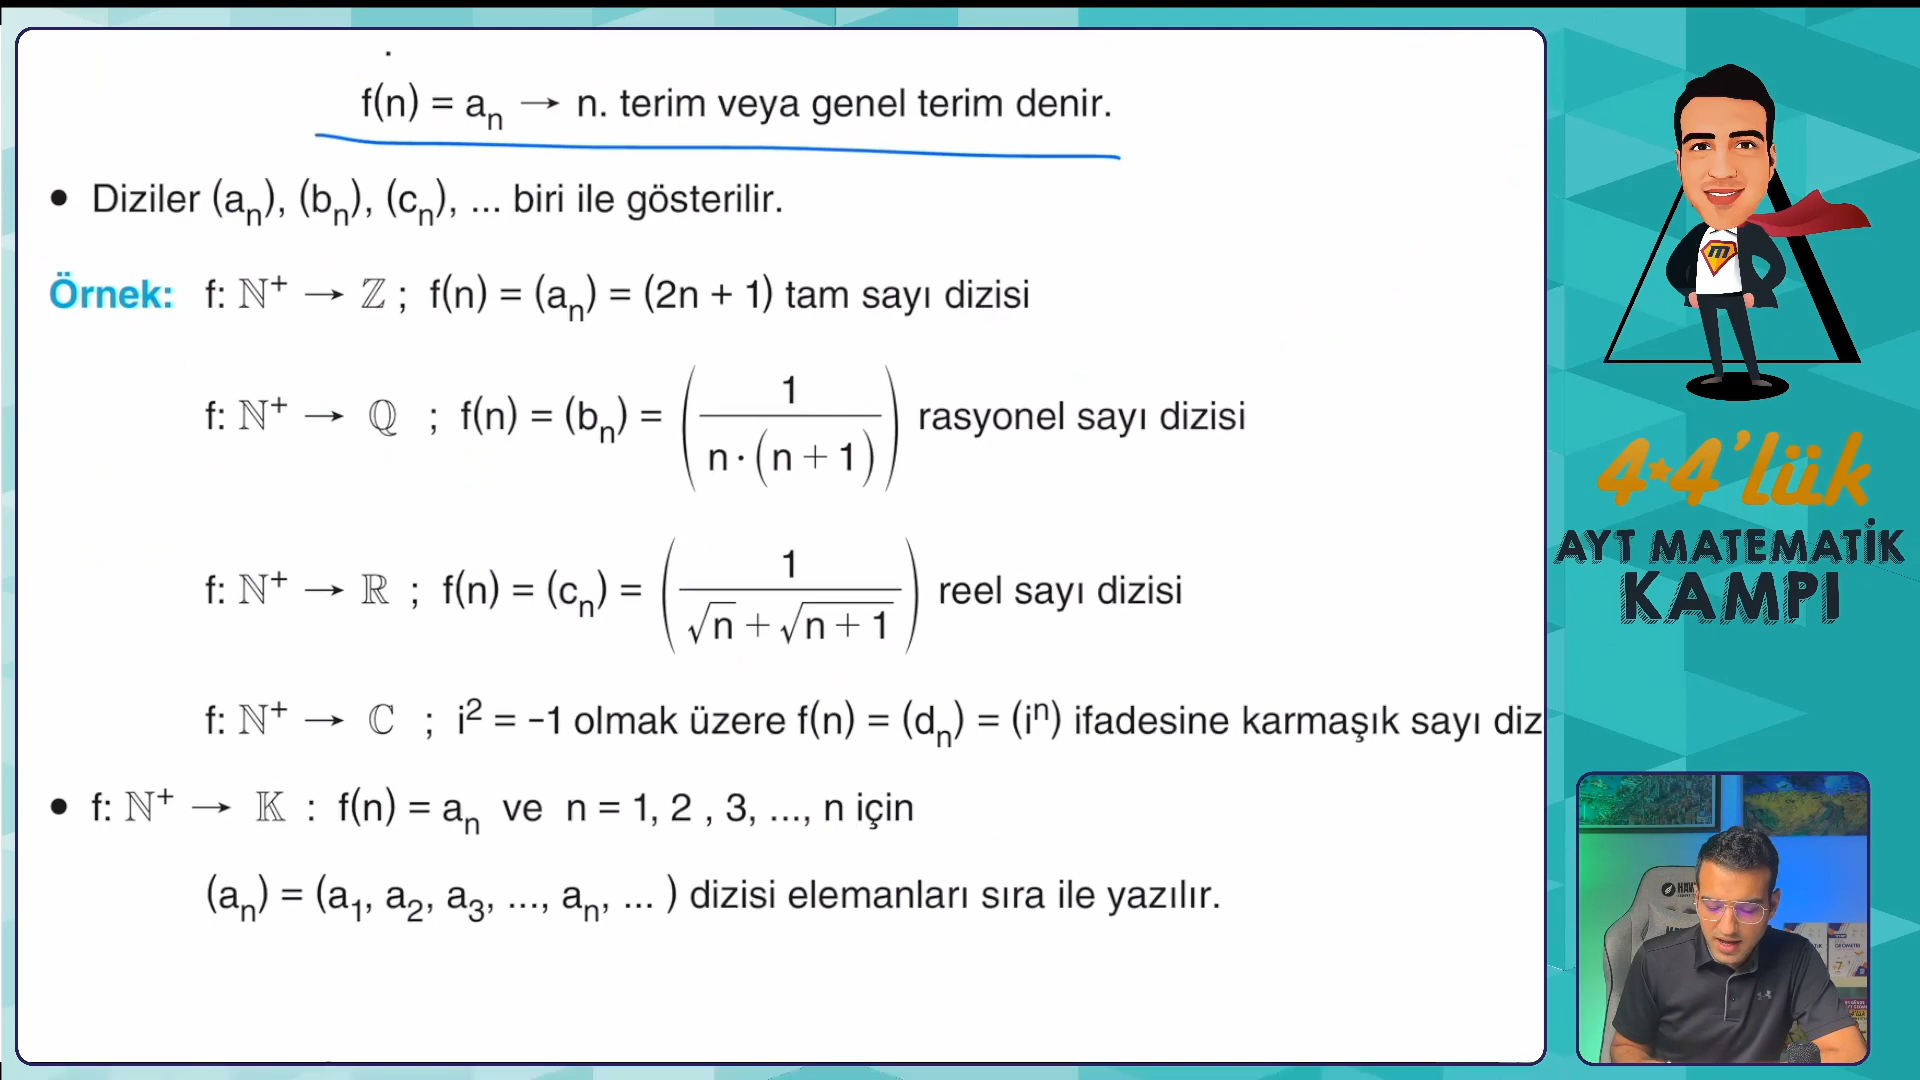 f(n) = aₙ → n. terim veya genel terim denir.
• Diziler (aₙ), (bₙ), (cₙ), ... biri ile gösterilir.
Örnek: f: ℕ⁺ → ℤ ; f(n) = (aₙ) = (2n + 1) tam sayı dizisi
f: ℕ⁺ → ℚ ; f(n) = (bₙ) = (1 / (n·(n + 1))) rasyonel sayı dizisi
f: ℕ⁺ → ℝ ; f(n) = (cₙ) = (1 / (√n + √(n + 1))) reel sayı dizisi
f: ℕ⁺ → ℂ ; i² = -1 olmak üzere f(n) = (dₙ) = (iⁿ) ifadesine karmaşık sayı diz
• f: ℕ⁺ → 𝕂 : f(n) = aₙ ve n = 1, 2 , 3, ..., n için
(aₙ) = (a₁, a₂, a₃, ..., aₙ, ... ) dizisi elemanları sıra ile yazılır.
m
4★4'lük
AYT MATEMATİK
KAMPI
GEOMETRİ